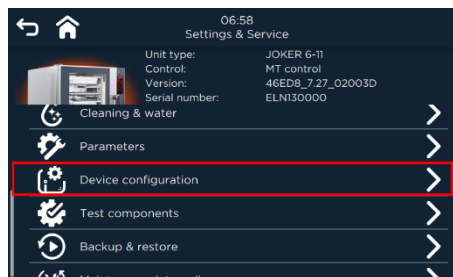 06:58
Settings & Service
Unit type: JOKER 6-11
Control: MT control
Version: 46ED8_7.27_02003D
Serial number: ELN130000
Cleaning & water
Parameters
Device configuration
Test components
Backup & restore